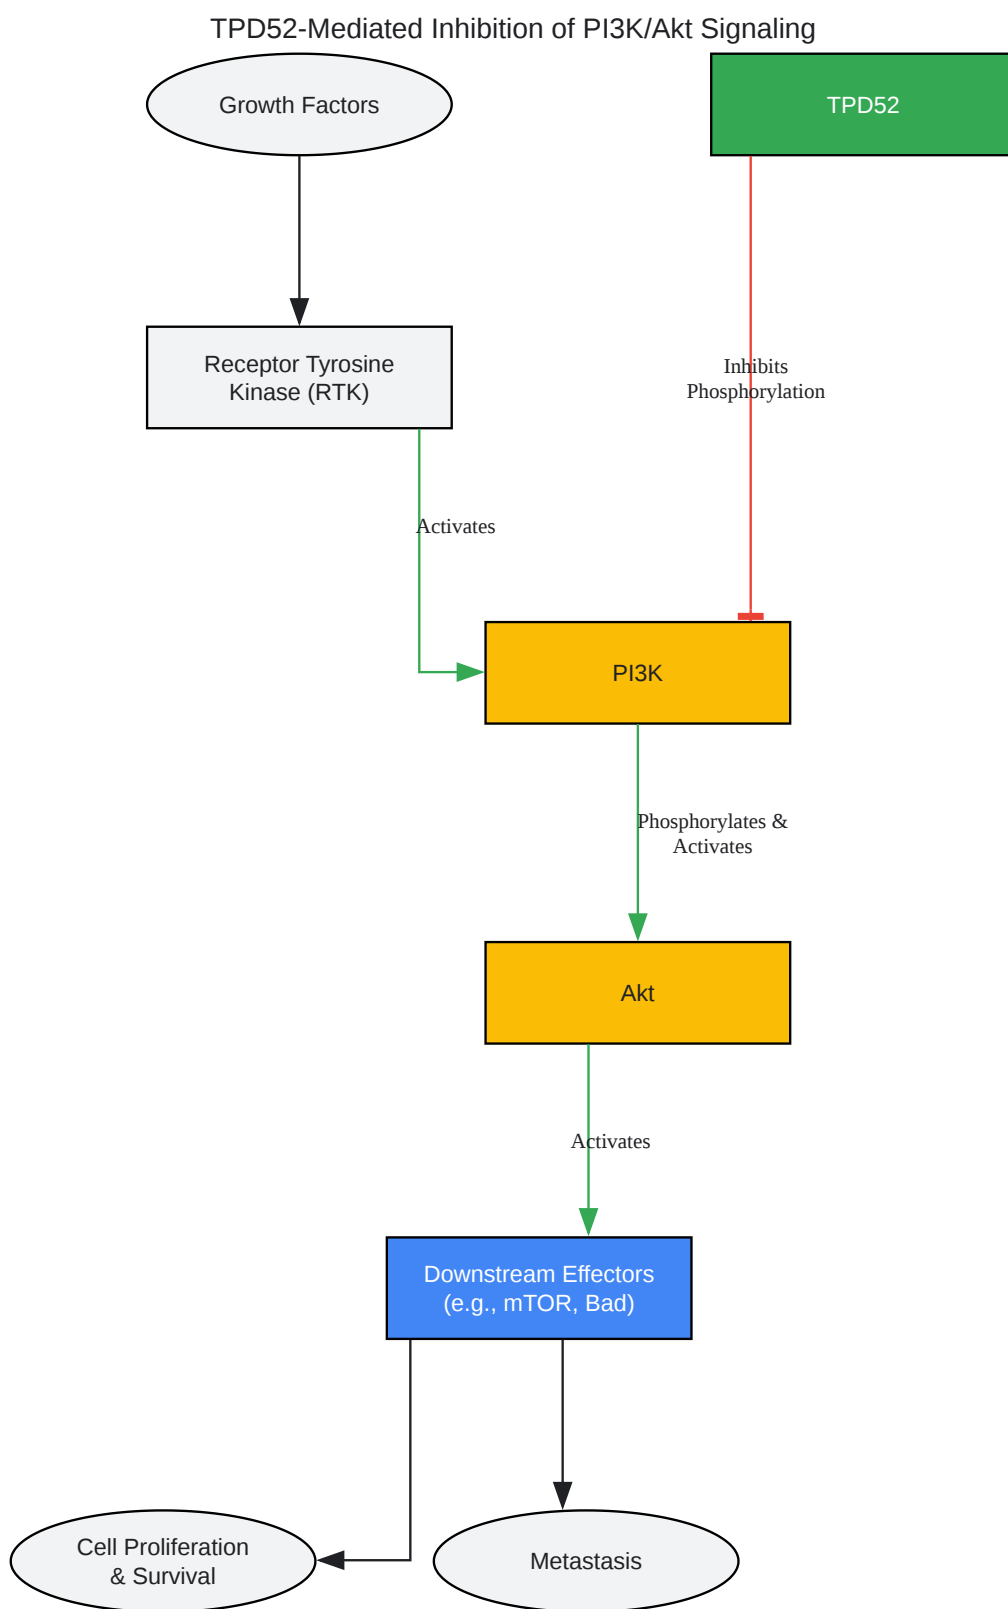 TPD52-Mediated Inhibition of PI3K/Akt Signaling
Growth Factors
TPD52
Receptor Tyrosine
Kinase (RTK)
Inhibits
Phosphorylation
Activates
PI3K
Phosphorylates &
Activates
Akt
Activates
Downstream Effectors
(e.g., mTOR, Bad)
Cell Proliferation
& Survival
Metastasis